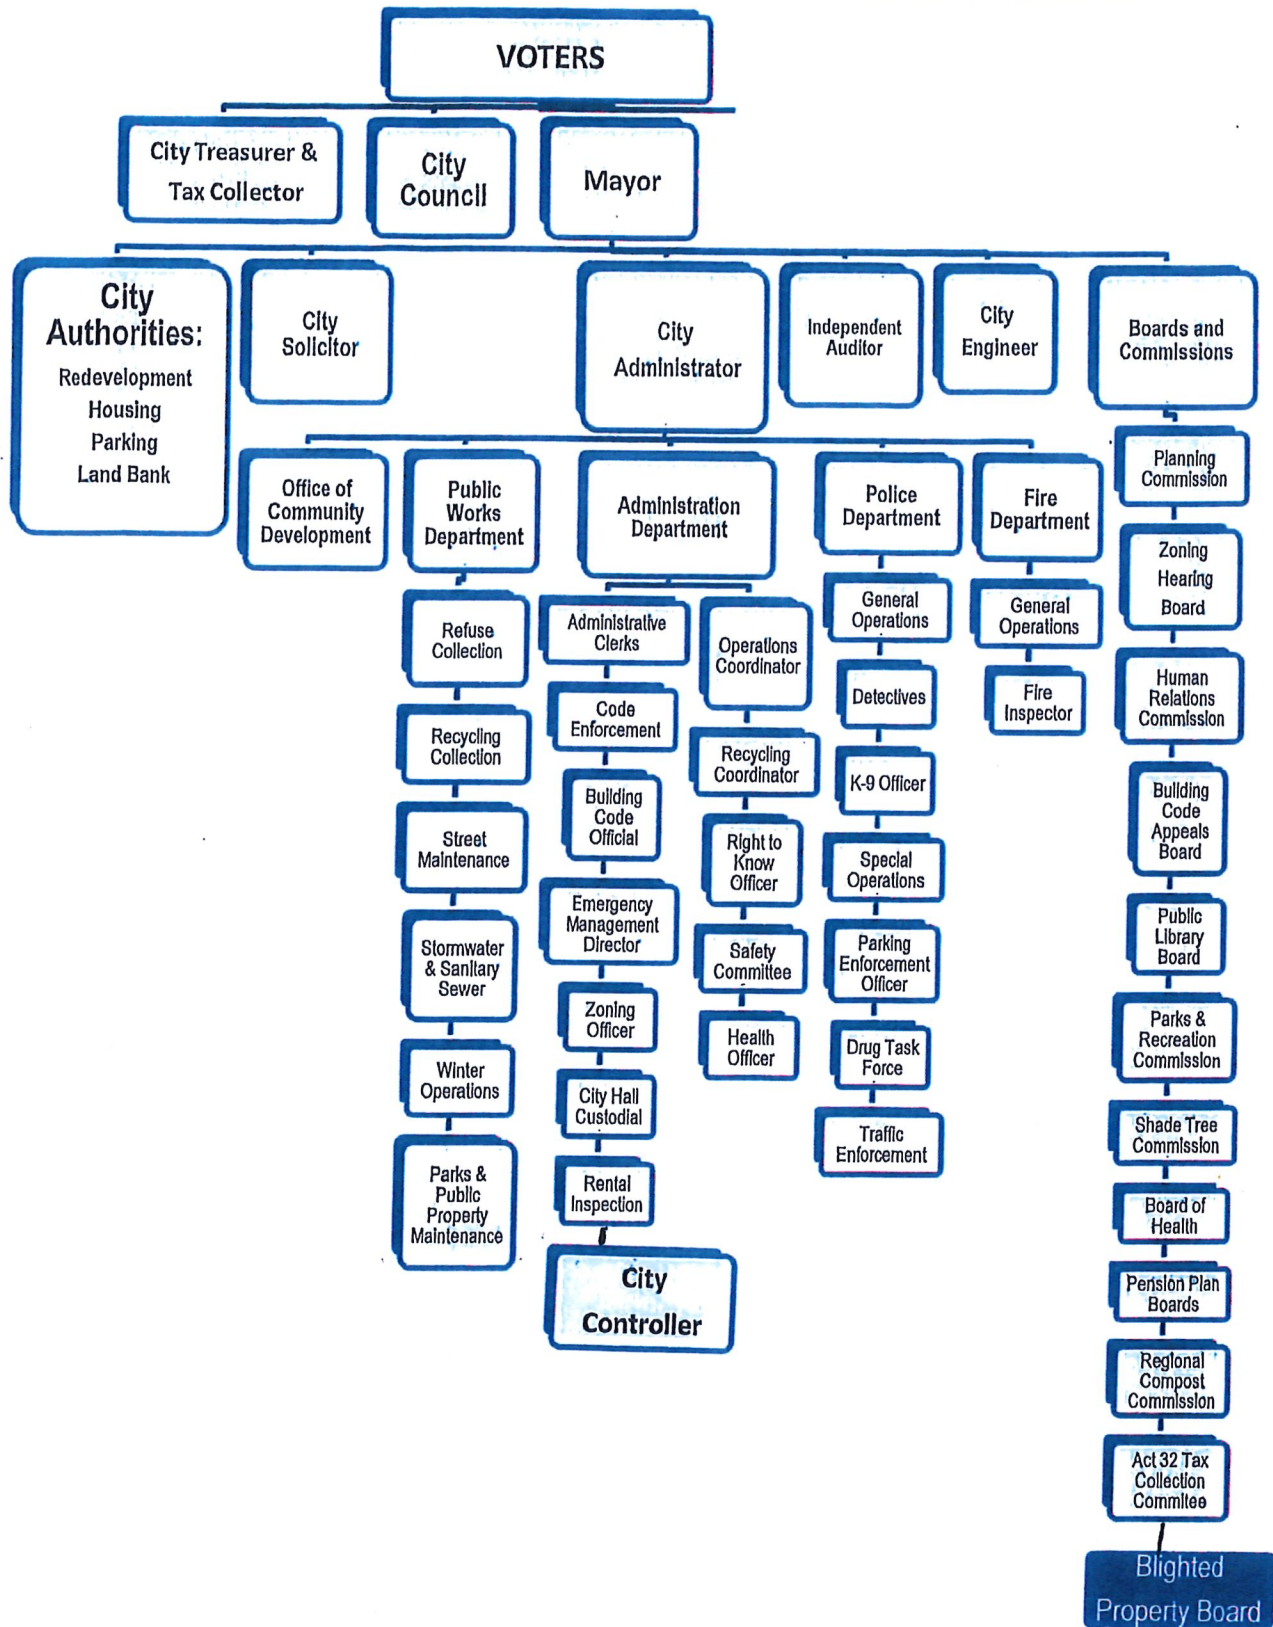 VOTERS
City Treasurer &
Tax Collector
City
Council
Mayor
City
Authorities:
Redevelopment
Housing
Parking
Land Bank
City
Solicitor
City
Administrator
Independent
Auditor
City
Engineer
Boards and
Commissions
Office of
Community
Development
Public
Works
Department
Administration
Department
Police
Department
Fire
Department
Refuse
Collection
Recycling
Collection
Street
Maintenance
Stormwater
& Sanitary
Sewer
Winter
Operations
Parks &
Public
Property
Maintenance
Administrative
Clerks
Code
Enforcement
Building
Code
Official
Emergency
Management
Director
Zoning
Officer
City Hall
Custodial
Rental
Inspection
City
Controller
Operations
Coordinator
Recycling
Coordinator
Right to
Know
Officer
Safety
Committee
Health
Officer
General
Operations
Detectives
K-9 Officer
Special
Operations
Parking
Enforcement
Officer
Drug Task
Force
Traffic
Enforcement
General
Operations
Fire
Inspector
Planning
Commission
Zoning
Hearing
Board
Human
Relations
Commission
Building
Code
Appeals
Board
Public
Library
Board
Parks &
Recreation
Commission
Shade Tree
Commission
Board of
Health
Pension Plan
Boards
Regional
Compost
Commission
Act 32 Tax
Collection
Commitee
Blighted
Property Board